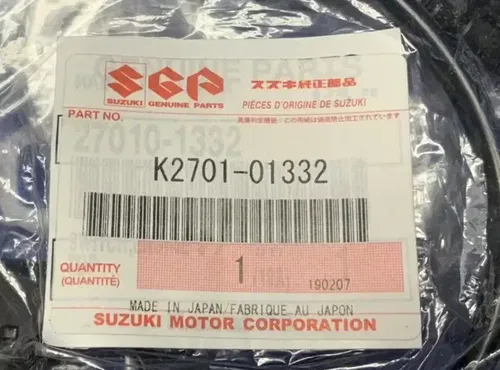 SGP
スズキ純正部品
SUZUKI GENUINE PARTS
PIÈCES D'ORIGINE DE SUZUKI
PART NO.
27010-1332
K2701-01332
QUANTITY
(QUANTITÉ)
1
190207
MADE IN JAPAN/FABRIQUE AU JAPON
SUZUKI MOTOR CORPORATION